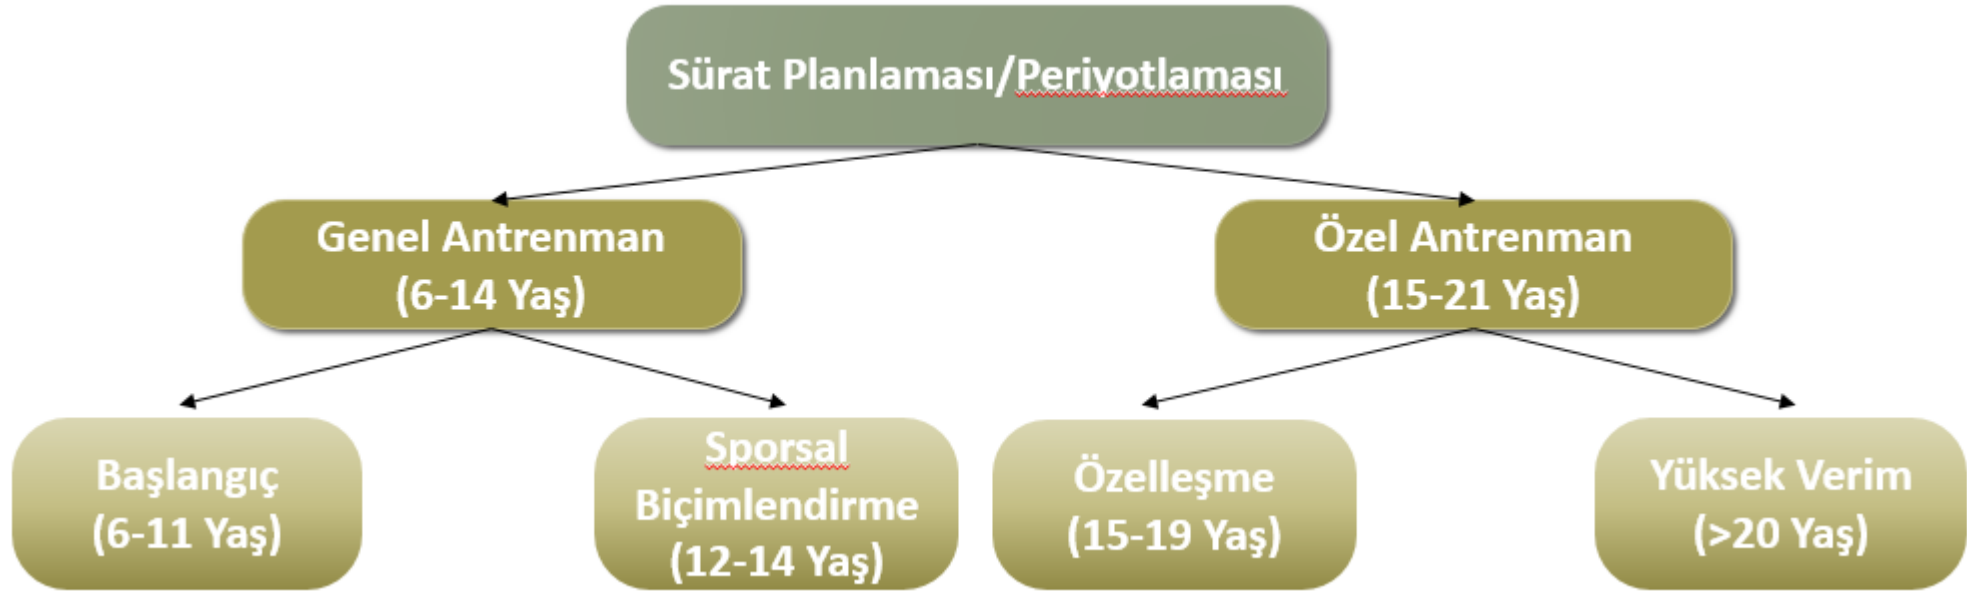 Sürat Planlaması/Periyotlaması
Genel Antrenman
(6-14 Yaş)
Özel Antrenman
(15-21 Yaş)
Başlangıç
(6-11 Yaş)
Sporsal
Biçimlendirme
(12-14 Yaş)
Özelleşme
(15-19 Yaş)
Yüksek Verim
(>20 Yaş)